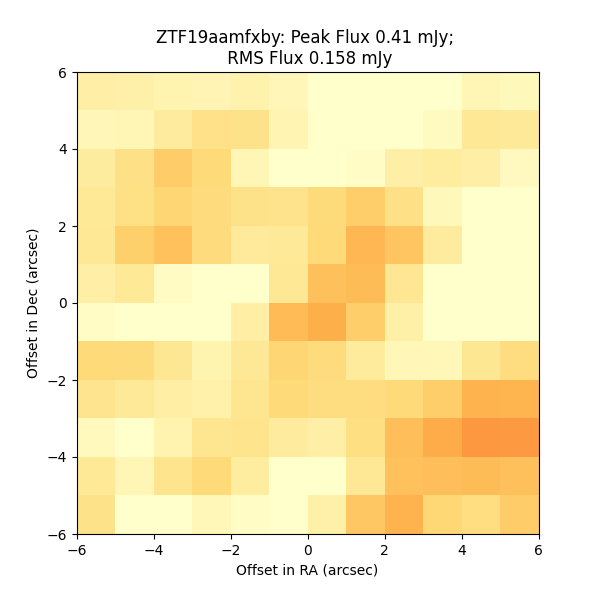 ZTF19aamfxby: Peak Flux 0.41 mJy;
RMS Flux 0.158 mJy
6
4
2
0
−2
−4
−6
Offset in Dec (arcsec)
−6 −4 −2 0 2 4 6
Offset in RA (arcsec)